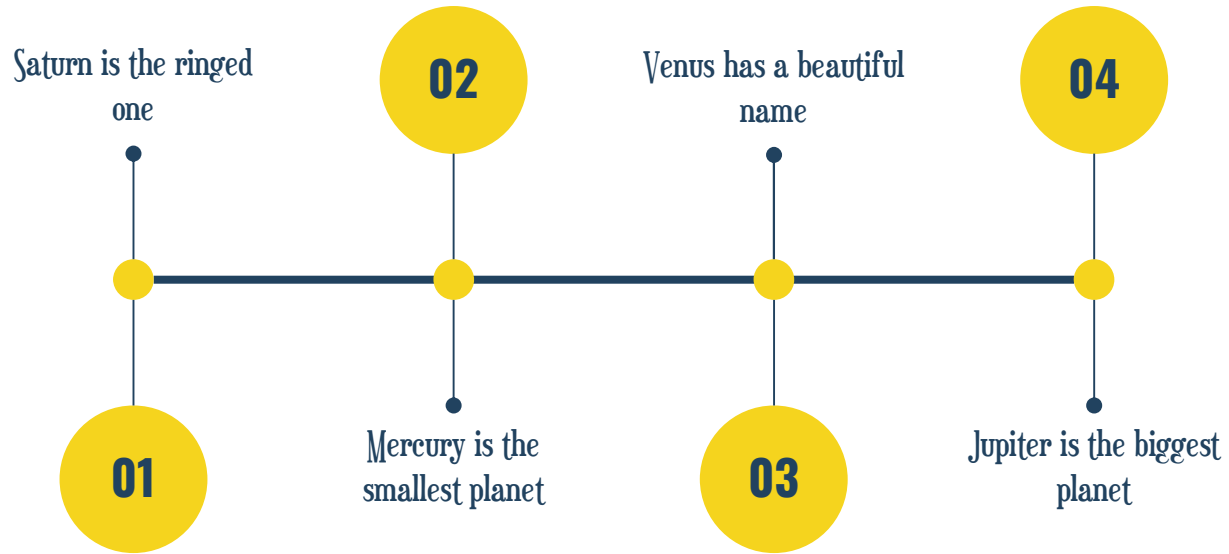 Saturn is the ringed
one
01
02
Mercury is the
smallest planet
Venus has a beautiful
name
03
04
Jupiter is the biggest
planet